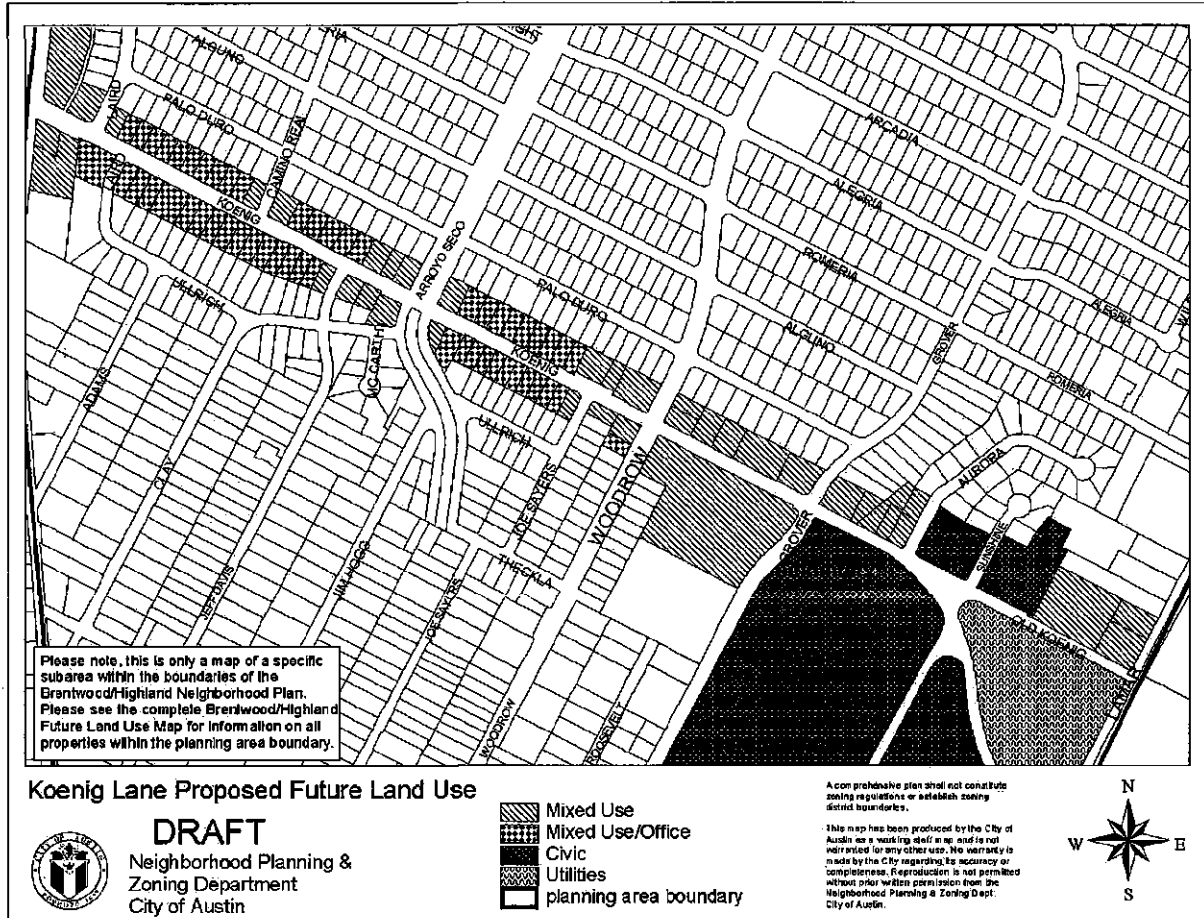 ALGUNO
PALO DURO
CAMINO REAL
AIRD
AIRD
KOENIG
ARROYO SECO
ULLRICH
MC CARTH
ADAMS
CLAY
JEFF DAVIS
JIM HOGG
JOE SAYERS
ULLRICH
JOE SAYERS
THECKLA
WOODROW
WOODROW
ROOSEVELT
KOENIG
PALO DURO
ALGUNO
ROMERIA
ALEGRIA
ARCADIA
ALEGRIA
ROMERIA
GROVER
GROVER
AURORA
SUNSHINE
OLD KOENIG
LAMAR
Please note, this is only a map of a specific
subarea within the boundaries of the
Brentwood/Highland Neighborhood Plan.
Please see the complete Brentwood/Highland
Future Land Use Map for information on all
properties within the planning area boundary.
Koenig Lane Proposed Future Land Use
DRAFT
Neighborhood Planning &
Zoning Department
City of Austin
Mixed Use
Mixed Use/Office
Civic
Utilities
planning area boundary
A comprehensive plan shall not constitute
zoning regulations or establish zoning
district boundaries.
This map has been produced by the City of
Austin as a working staff map and is not
warranted for any other use. No warranty is
made by the City regarding its accuracy or
completeness. Reproduction is not permitted
without prior written permission from the
Neighborhood Planning & Zoning Dept.
City of Austin.
N
W
E
S